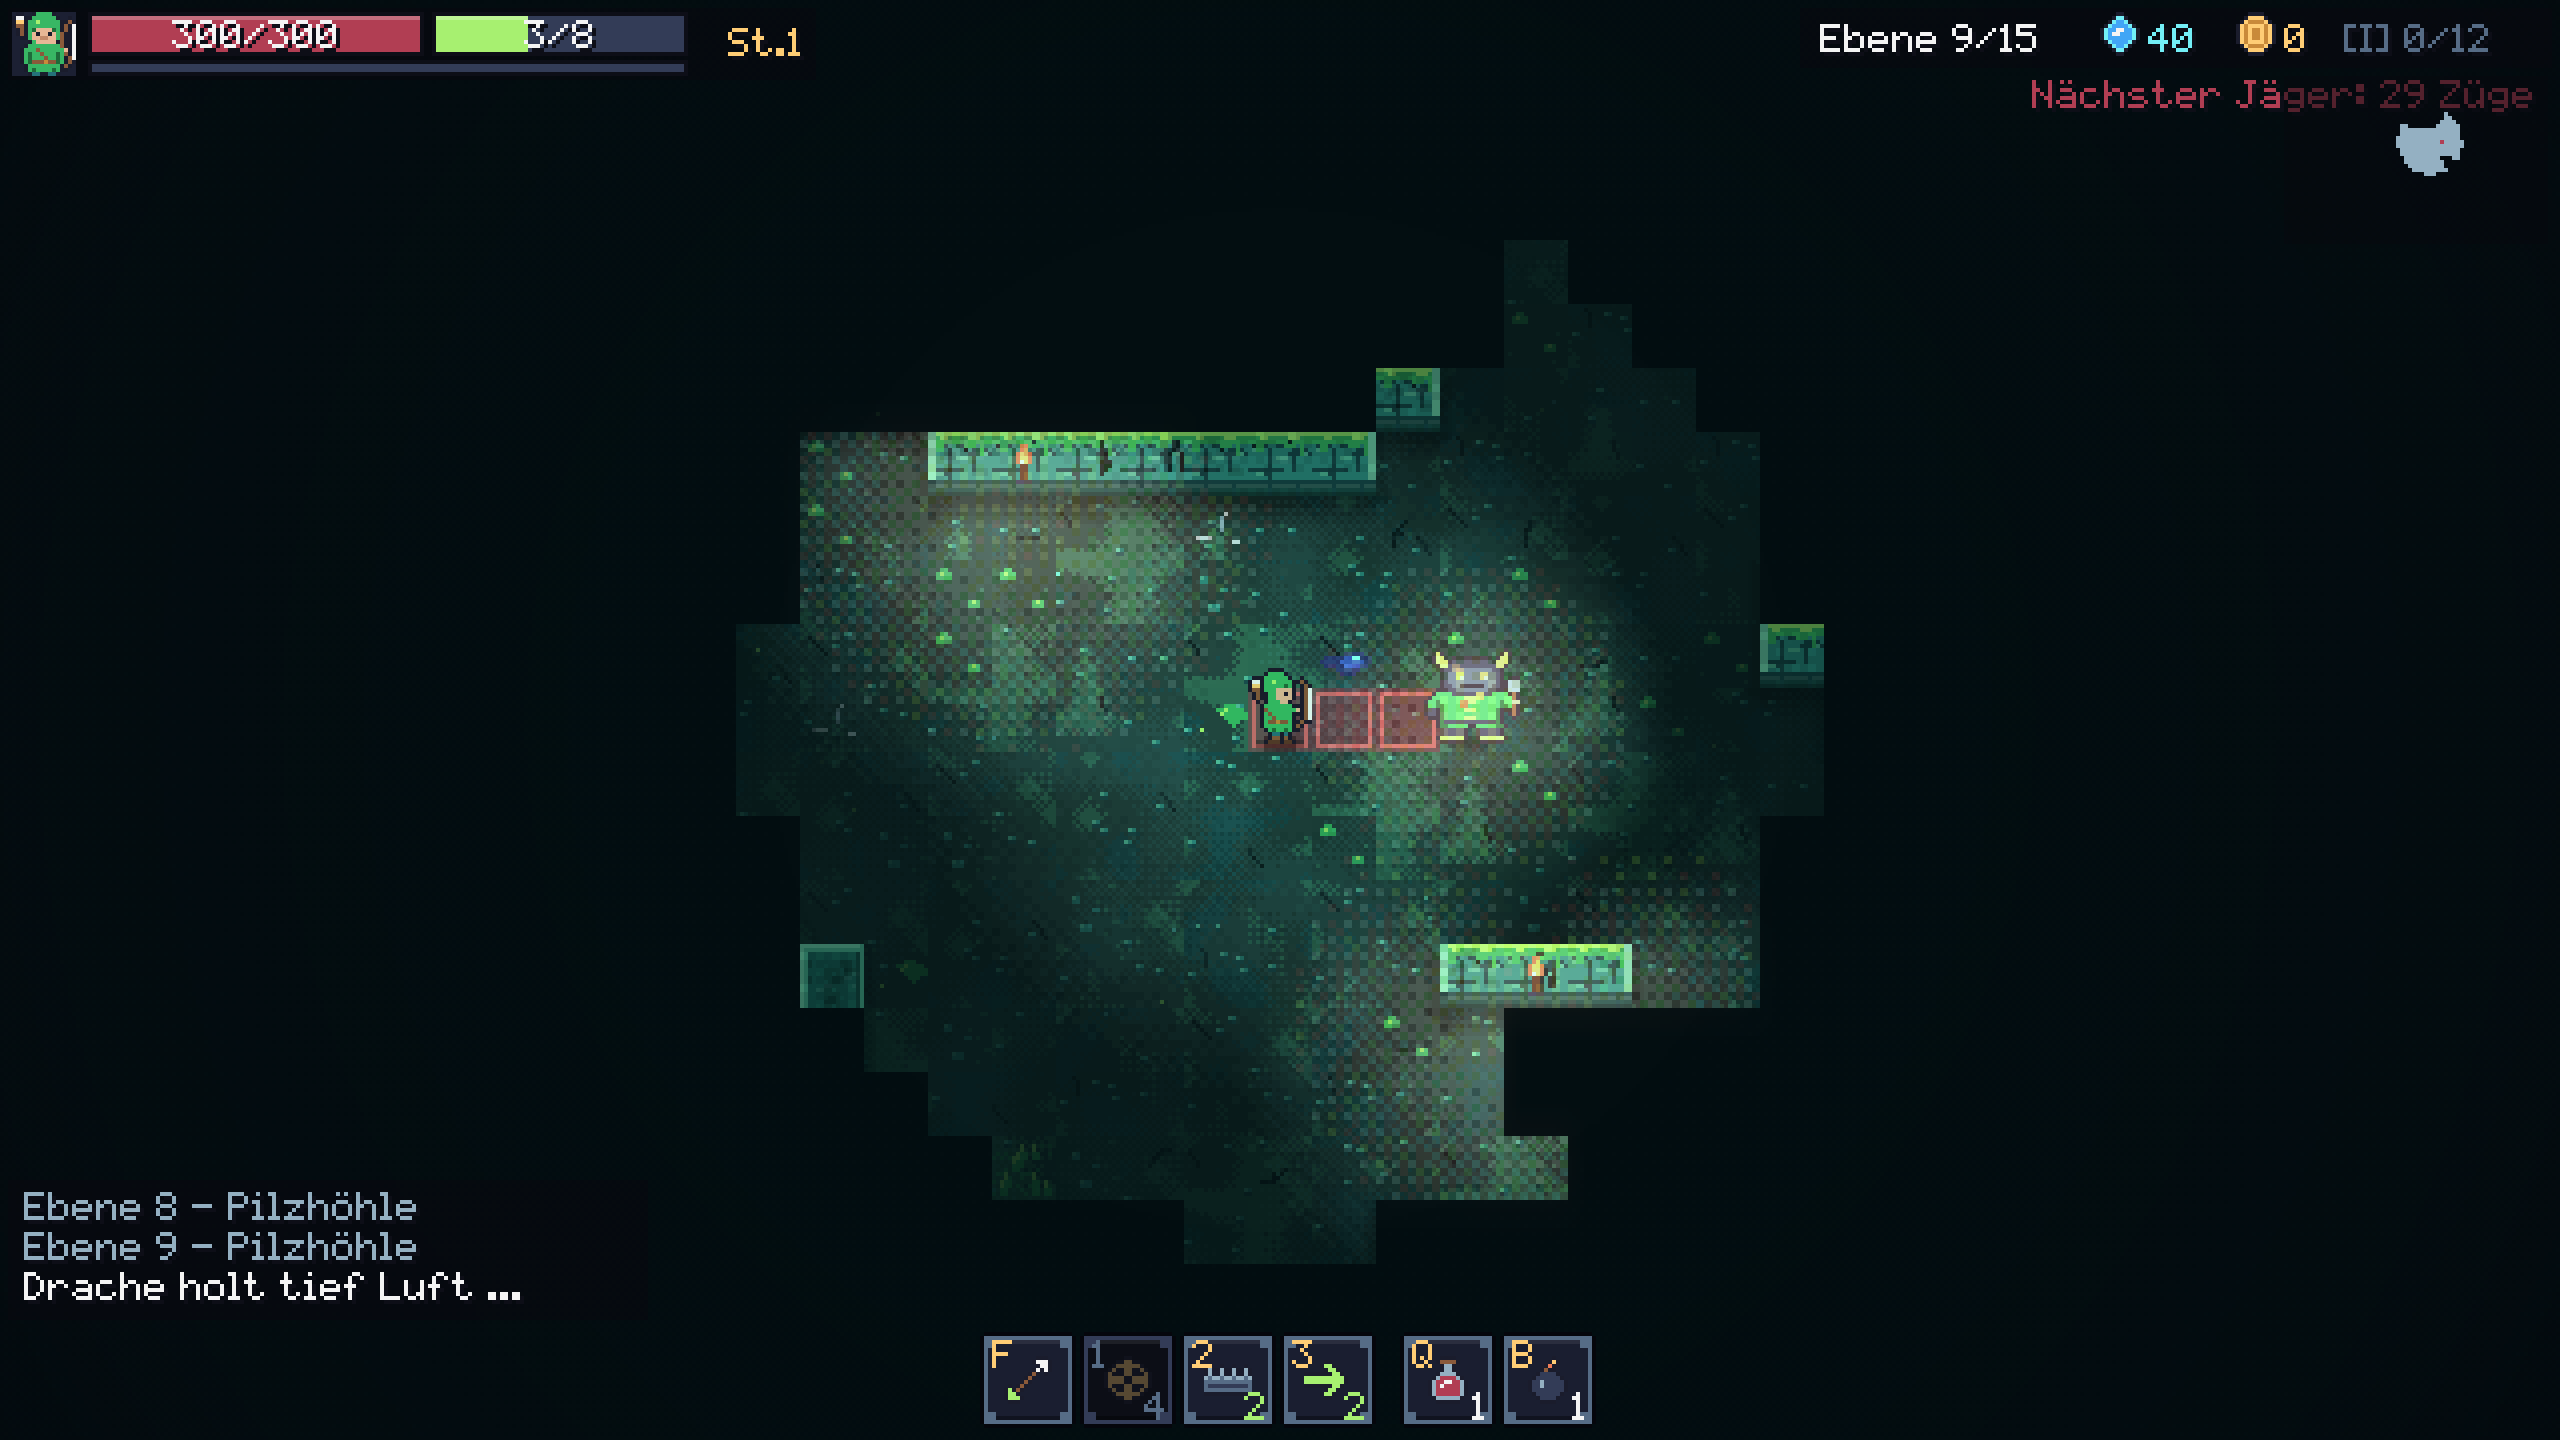 300/300
3/8
St.1
Ebene 9/15
40
0
[I] 0/12
Nächster Jäger: 29 Züge
Ebene 8 - Pilzhöhle
Ebene 9 - Pilzhöhle
Drache holt tief Luft ...
F
1 4
2 2
3 2
Q 1
B 1